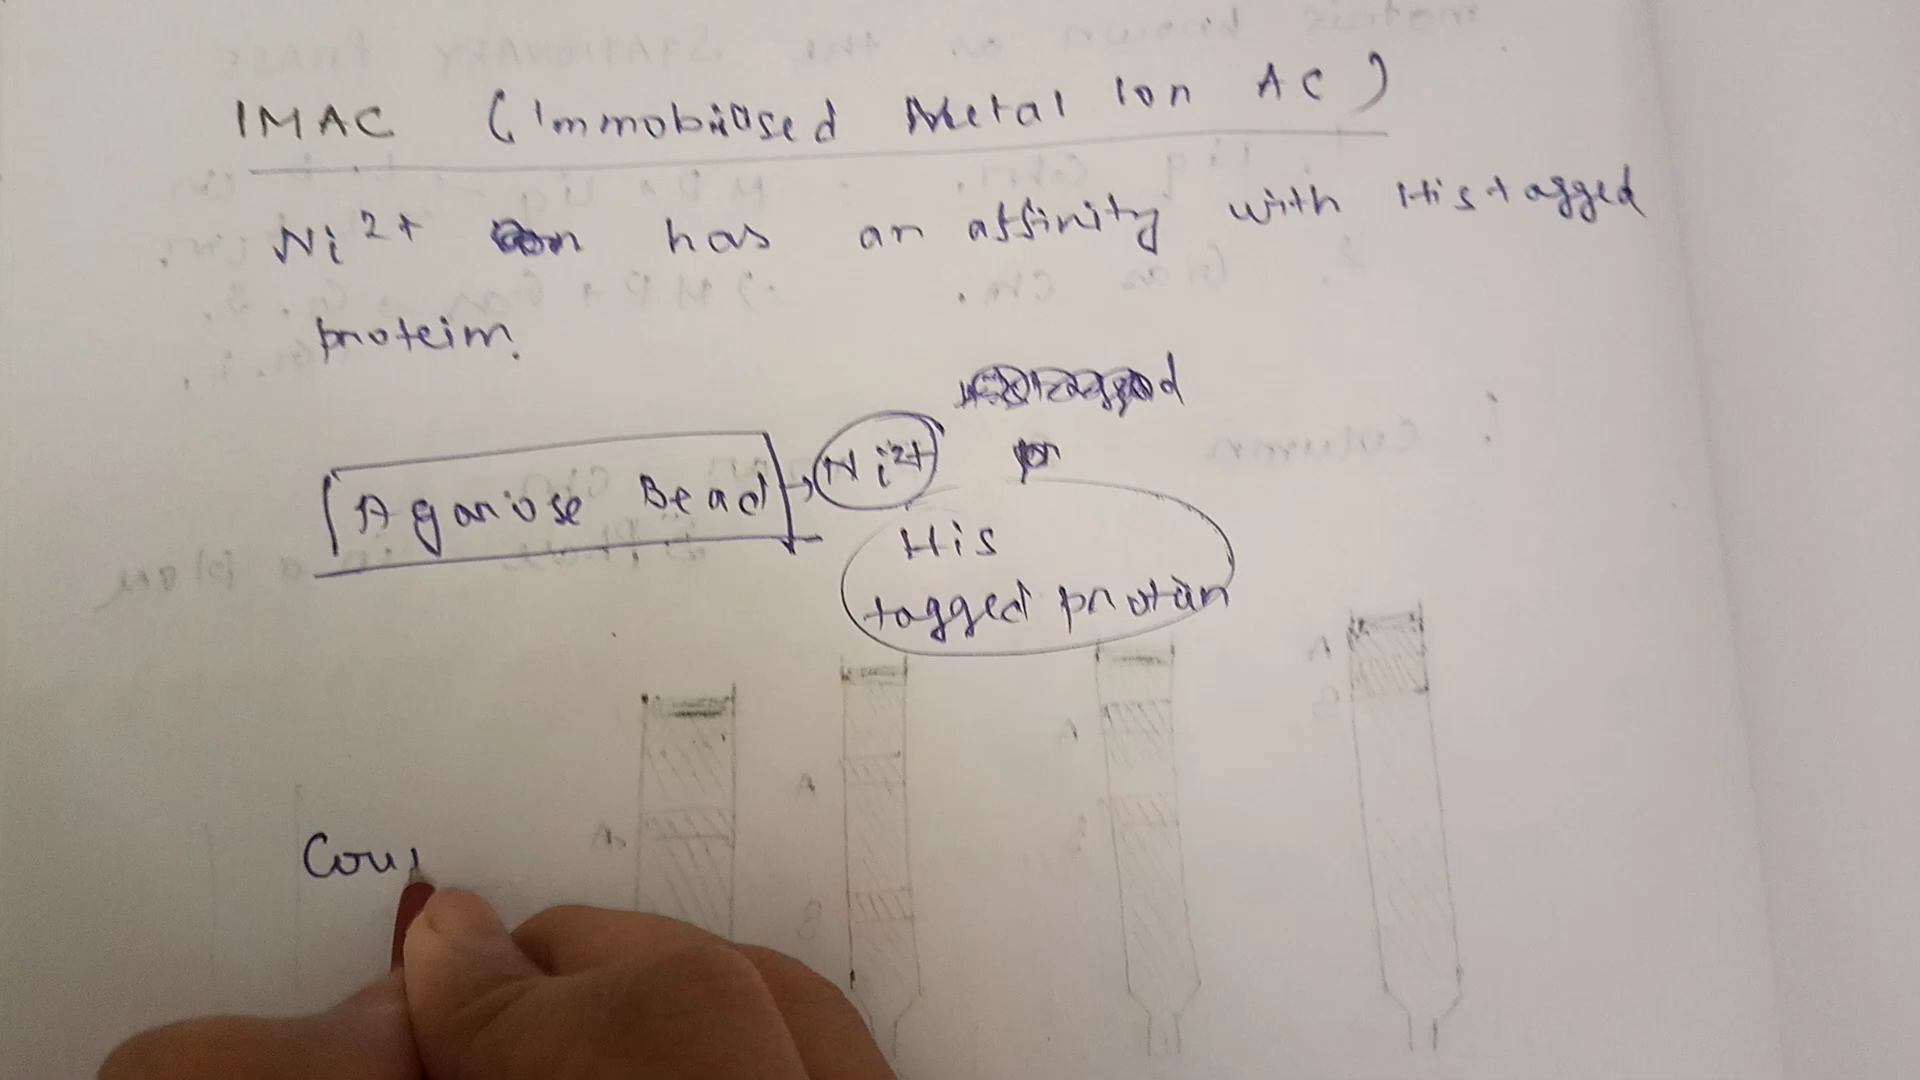 IMAC (Immobilised Metal Ion AC)
Ni2+ has an affinity with His tagged
protein.
Agarose Bead → Ni2+
His
tagged protein
Cou